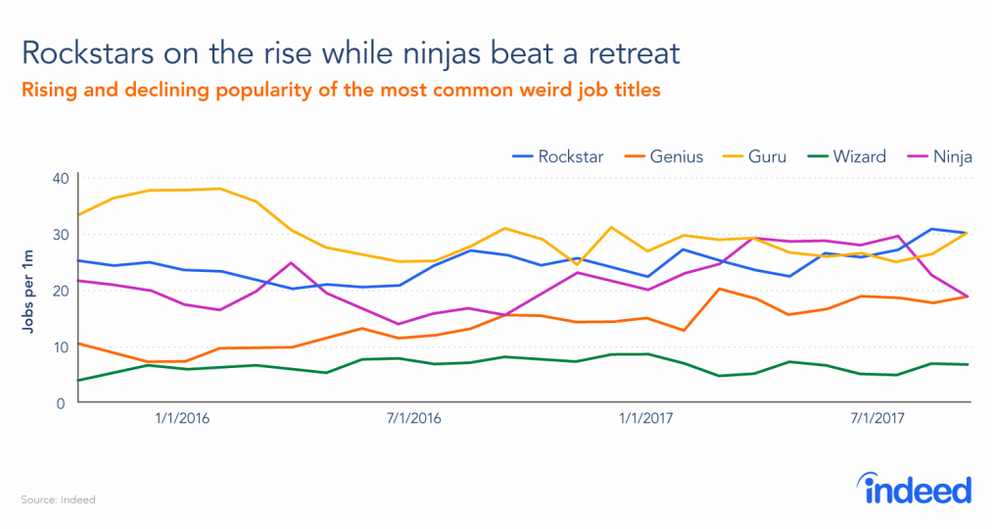 Rockstars on the rise while ninjas beat a retreat
Rising and declining popularity of the most common weird job titles
Rockstar Genius Guru Wizard Ninja
40
30
20
10
0
Jobs per 1m
1/1/2016 7/1/2016 1/1/2017 7/1/2017
Source: Indeed
indeed